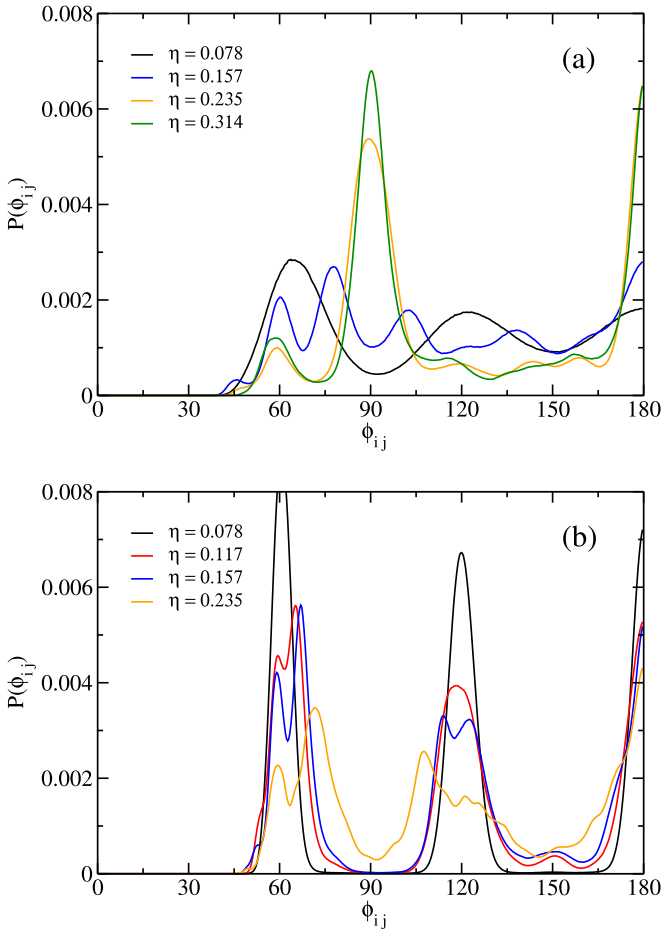 0.008
(a)
η = 0.078
η = 0.157
η = 0.235
η = 0.314
0.006
P(ϕij)
0.004
0.002
0
0 30 60 90 120 150 180
ϕij
0.008
(b)
η = 0.078
η = 0.117
η = 0.157
η = 0.235
0.006
P(ϕij)
0.004
0.002
0
0 30 60 90 120 150 180
ϕij